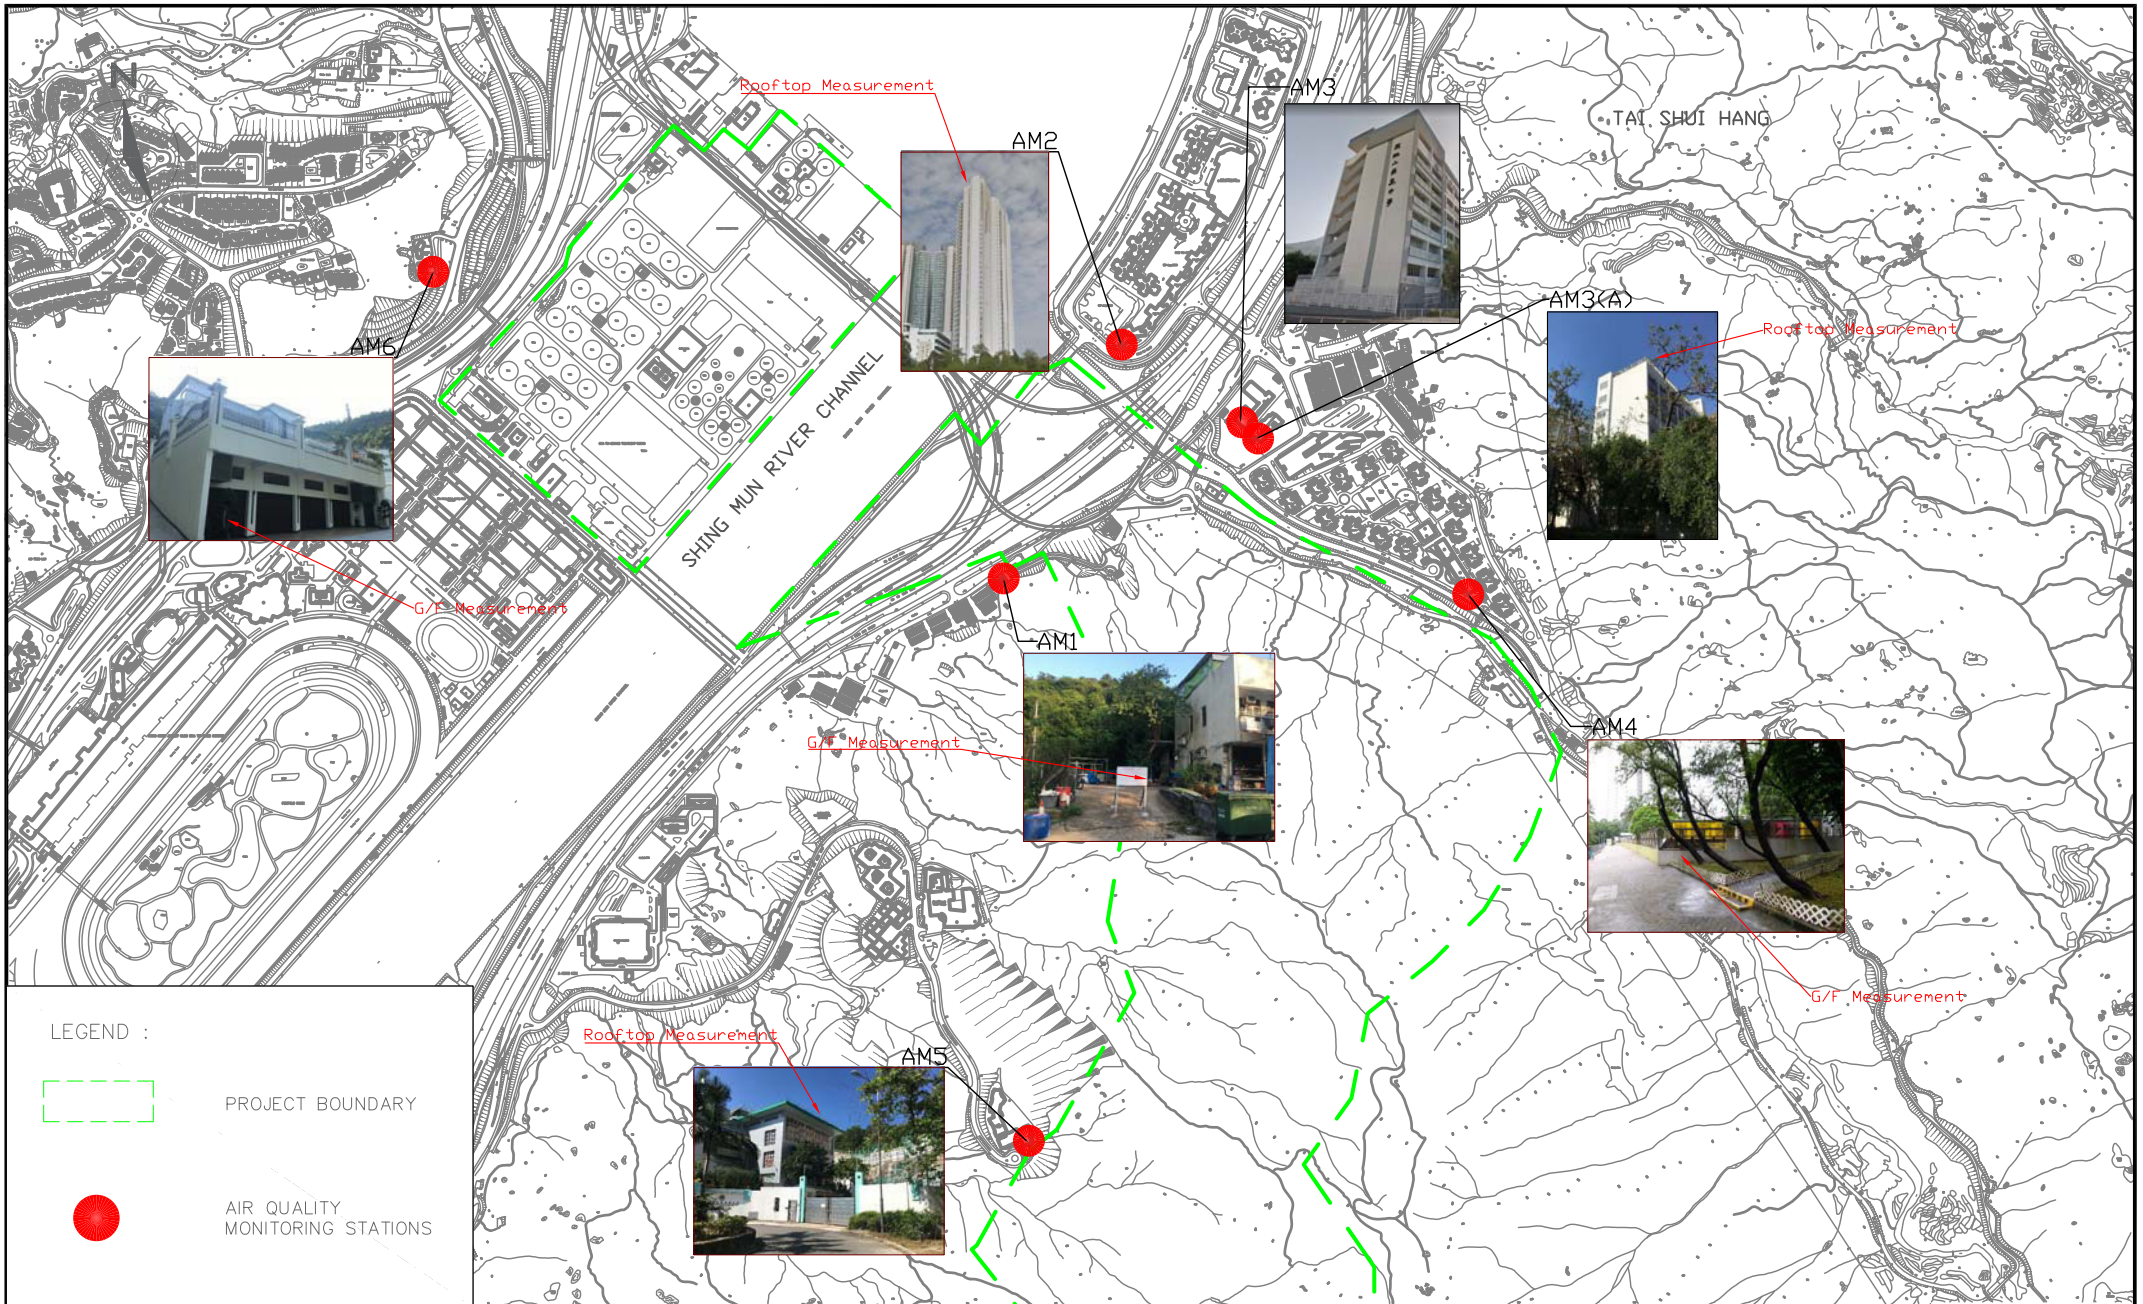 N
Rooftop Measurement
AM3
AM2
TAI SHUI HANG
AM3(A)
Rooftop Measurement
AM6
SHING MUN RIVER CHANNEL
G/F Measurement
AM1
G/F Measurement
AM4
G/F Measurement
Rooftop Measurement
AM5
LEGEND :
PROJECT BOUNDARY
AIR QUALITY
MONITORING STATIONS